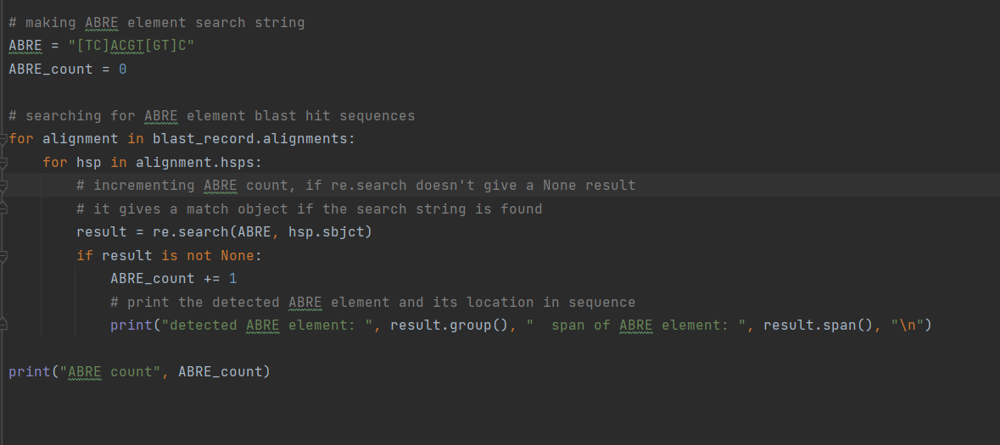 # making ABRE element search string
ABRE = "[TC]ACGT[GT]C"
ABRE_count = 0
# searching for ABRE element blast hit sequences
for alignment in blast_record.alignments:
    for hsp in alignment.hsps:
        # incrementing ABRE count, if re.search doesn't give a None result
        # it gives a match object if the search string is found
        result = re.search(ABRE, hsp.sbjct)
        if result is not None:
            ABRE_count += 1
            # print the detected ABRE element and its location in sequence
            print("detected ABRE element: ", result.group(), "  span of ABRE element: ", result.span(), "\n")
print("ABRE count", ABRE_count)